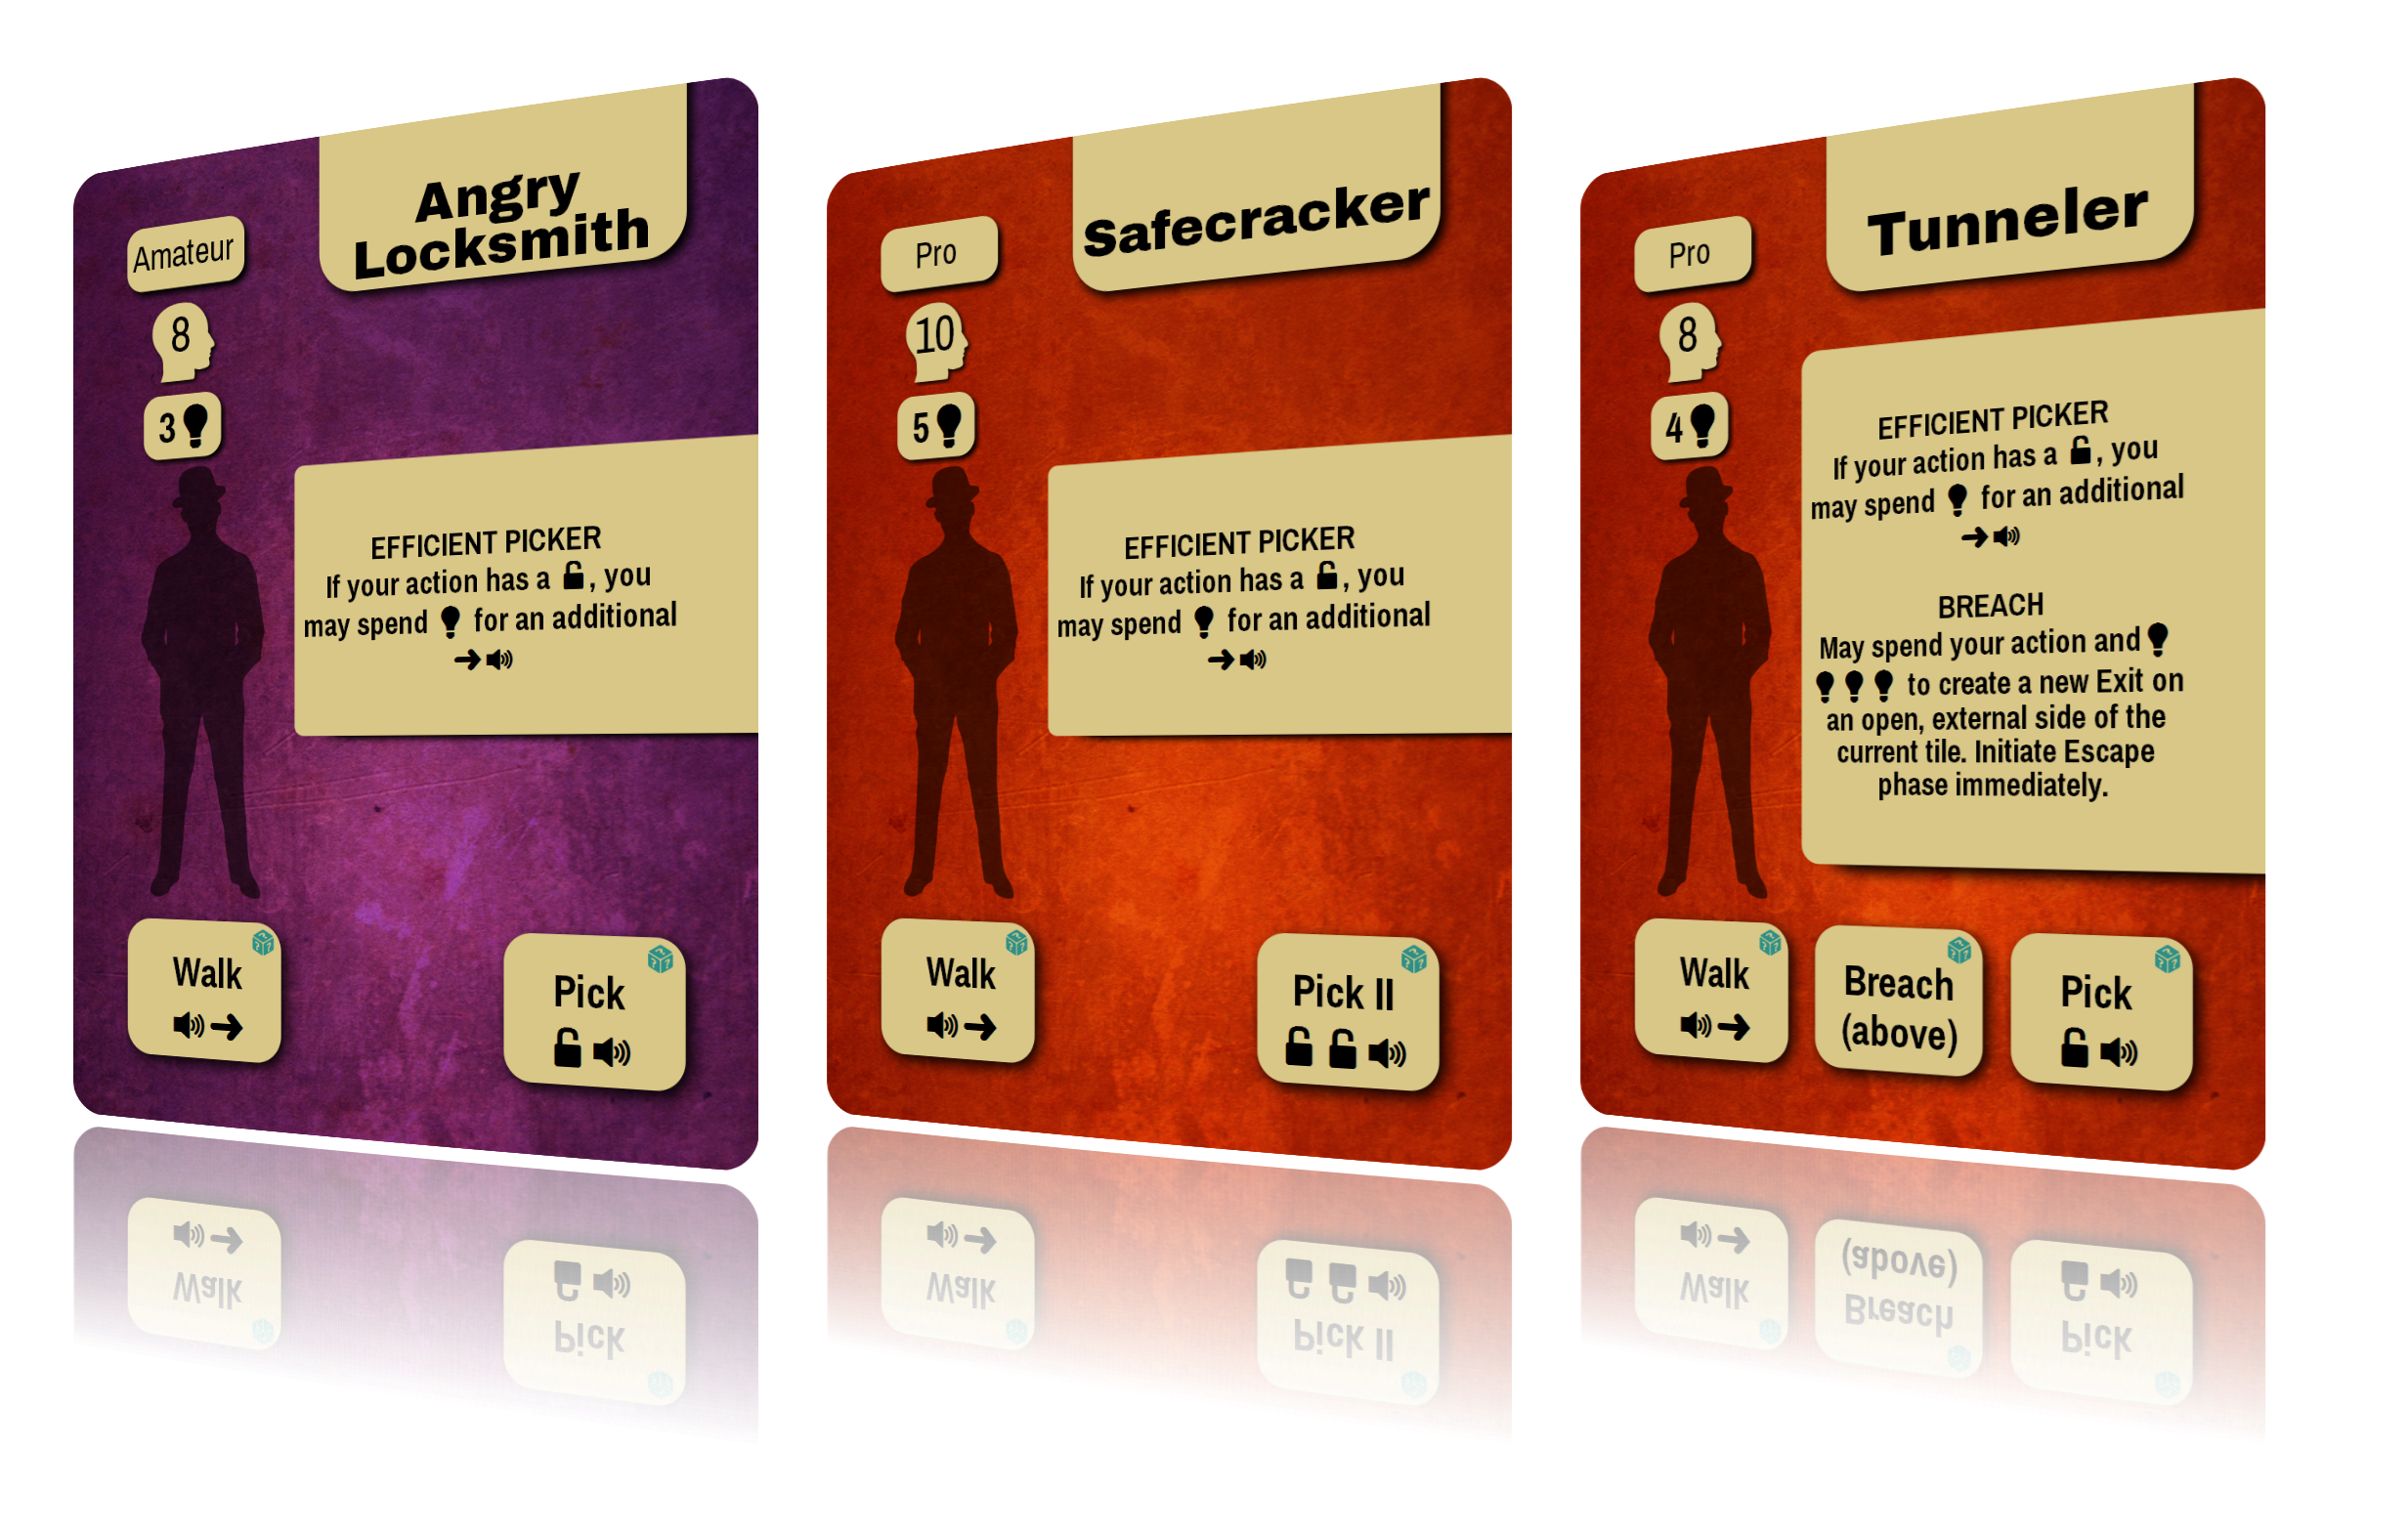 Angry
Locksmith
Amateur
8
3
EFFICIENT PICKER
If your action has a , you
may spend for an additional
Walk
Pick
Safecracker
Pro
10
5
EFFICIENT PICKER
If your action has a , you
may spend for an additional
Walk
Pick II
Tunneler
Pro
8
4
EFFICIENT PICKER
If your action has a , you
may spend for an additional
BREACH
May spend your action and
to create a new Exit on
an open, external side of the
current tile. Initiate Escape
phase immediately.
Walk
Breach
(above)
Pick